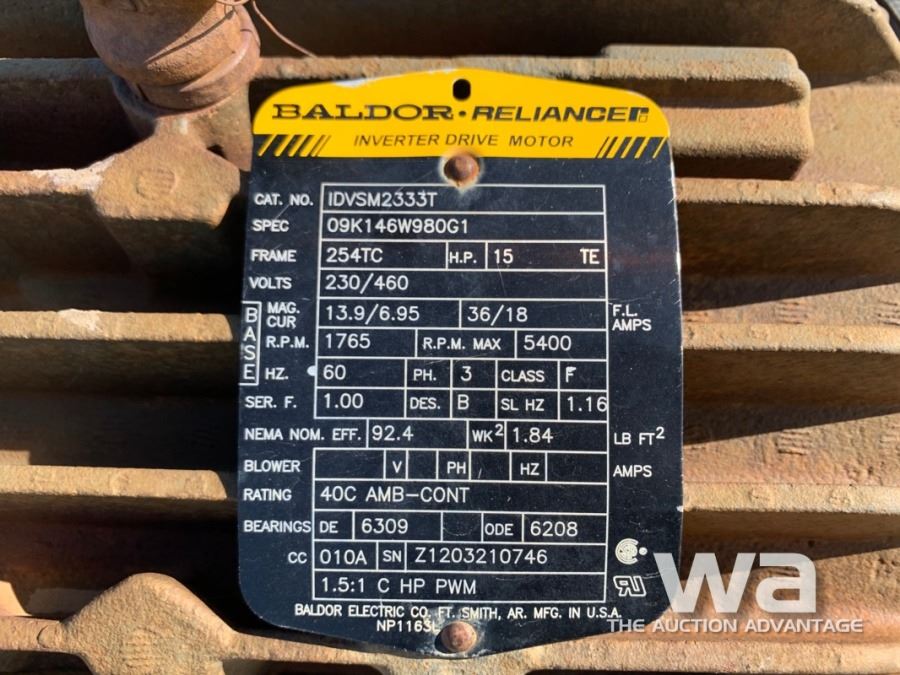 BALDOR · RELIANCER
INVERTER DRIVE MOTOR
CAT. NO. IDVSM2333T
SPEC 09K146W980G1
FRAME 254TC H.P. 15 TE
VOLTS 230/460
BASE
MAG. CUR 13.9/6.95 36/18 F.L. AMPS
R.P.M. 1765 R.P.M. MAX 5400
HZ. 60 PH. 3 CLASS F
SER. F. 1.00 DES. B SL HZ 1.16
NEMA NOM. EFF. 92.4 WK² 1.84 LB FT²
BLOWER V PH HZ AMPS
RATING 40C AMB-CONT
BEARINGS DE 6309 ODE 6208
CC 010A SN Z1203210746
1.5:1 C HP PWM
BALDOR ELECTRIC CO. FT. SMITH, AR. MFG. IN U.S.A.
NP1163L
wa
THE AUCTION ADVANTAGE